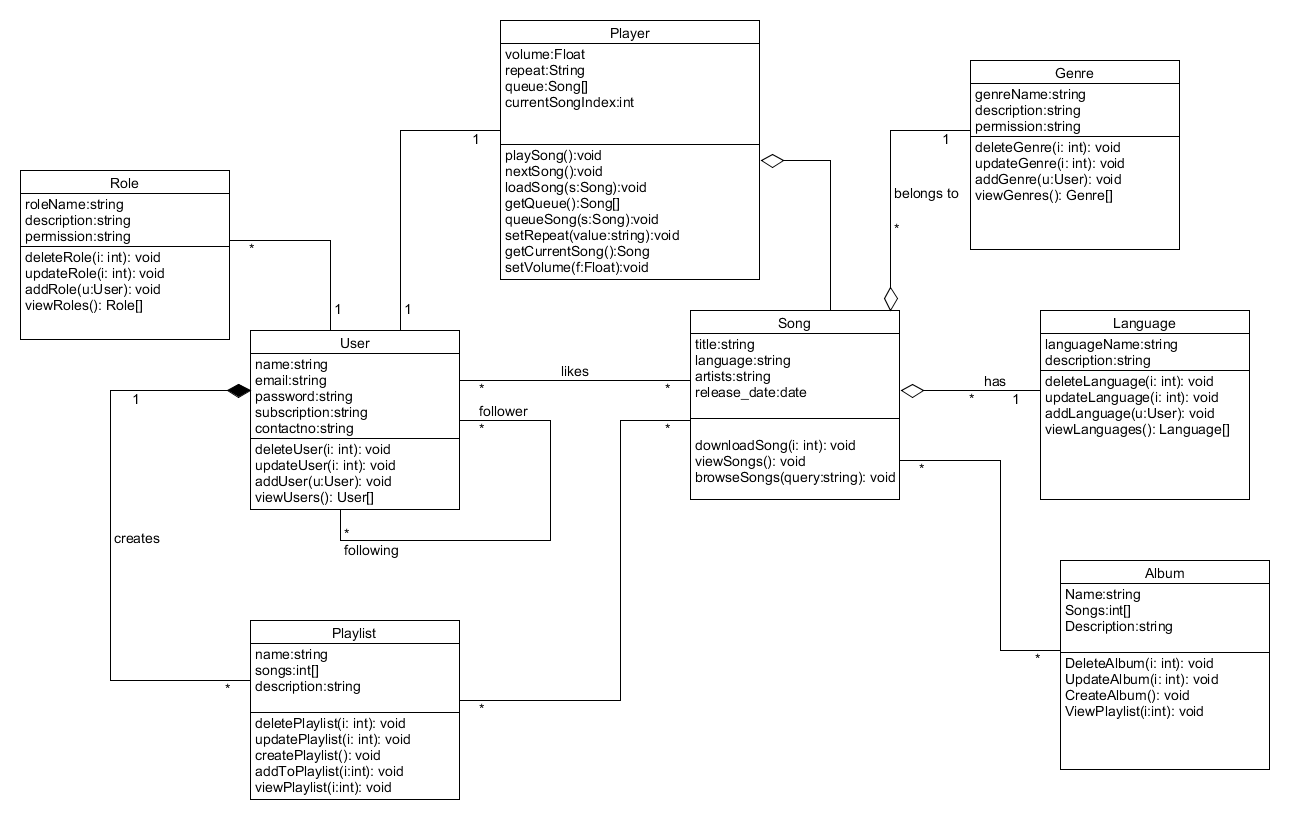 Player
volume:Float
repeat:String
queue:Song[]
currentSongIndex:int
playSong():void
nextSong():void
loadSong(s:Song):void
getQueue():Song[]
queueSong(s:Song):void
setRepeat(value:string):void
getCurrentSong():Song
setVolume(f:Float):void
1
1
Genre
genreName:string
description:string
permission:string
deleteGenre(i: int): void
updateGenre(i: int): void
addGenre(u:User): void
viewGenres(): Genre[]
1
belongs to
*
Role
roleName:string
description:string
permission:string
deleteRole(i: int): void
updateRole(i: int): void
addRole(u:User): void
viewRoles(): Role[]
*
1
User
name:string
email:string
password:string
subscription:string
contactno:string
deleteUser(i: int): void
updateUser(i: int): void
addUser(u:User): void
viewUsers(): User[]
likes
*
*
follower
*
*
following
Song
title:string
language:string
artists:string
release_date:date
downloadSong(i: int): void
viewSongs(): void
browseSongs(query:string): void
has
*
1
Language
languageName:string
description:string
deleteLanguage(i: int): void
updateLanguage(i: int): void
addLanguage(u:User): void
viewLanguages(): Language[]
1
creates
*
*
*
*
*
Playlist
name:string
songs:int[]
description:string
deletePlaylist(i: int): void
updatePlaylist(i: int): void
createPlaylist(): void
addToPlaylist(i:int): void
viewPlaylist(i:int): void
Album
Name:string
Songs:int[]
Description:string
DeleteAlbum(i: int): void
UpdateAlbum(i: int): void
CreateAlbum(): void
ViewPlaylist(i:int): void